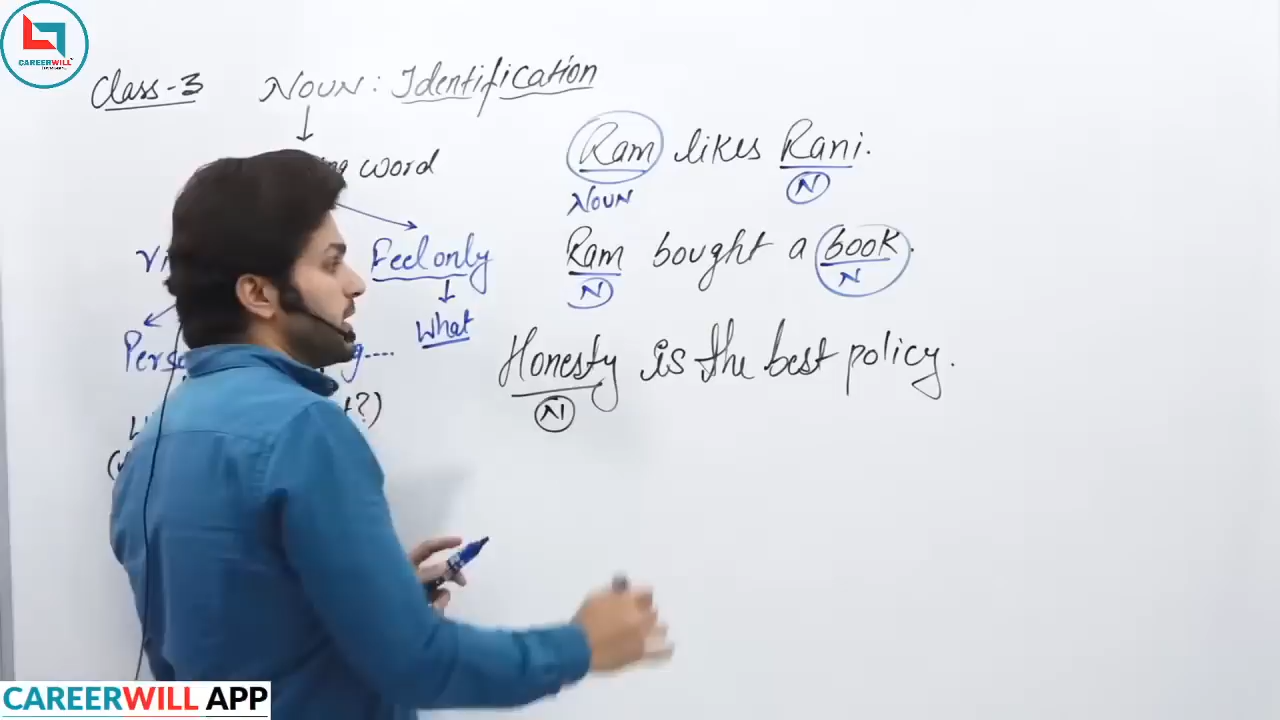 CAREERWILL
Class-3 Noun: Identification
word
Feel only
What
Ram likes Rani.
Noun N
Ram bought a book.
N N
Honesty is the best policy.
N
CAREERWILL APP